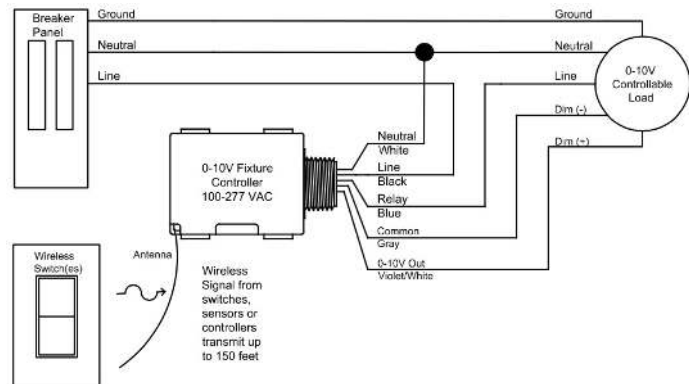 Breaker
Panel
Ground
Ground
Neutral
Neutral
Line
Line
0-10V
Controllable
Load
Dim (-)
Dim (+)
0-10V Fixture
Controller
100-277 VAC
Neutral
White
Line
Black
Relay
Blue
Common
Gray
0-10V Out
Violet/White
Wireless
Switch(es)
Antenna
Wireless
Signal from
switches,
sensors or
controllers
transmit up
to 150 feet